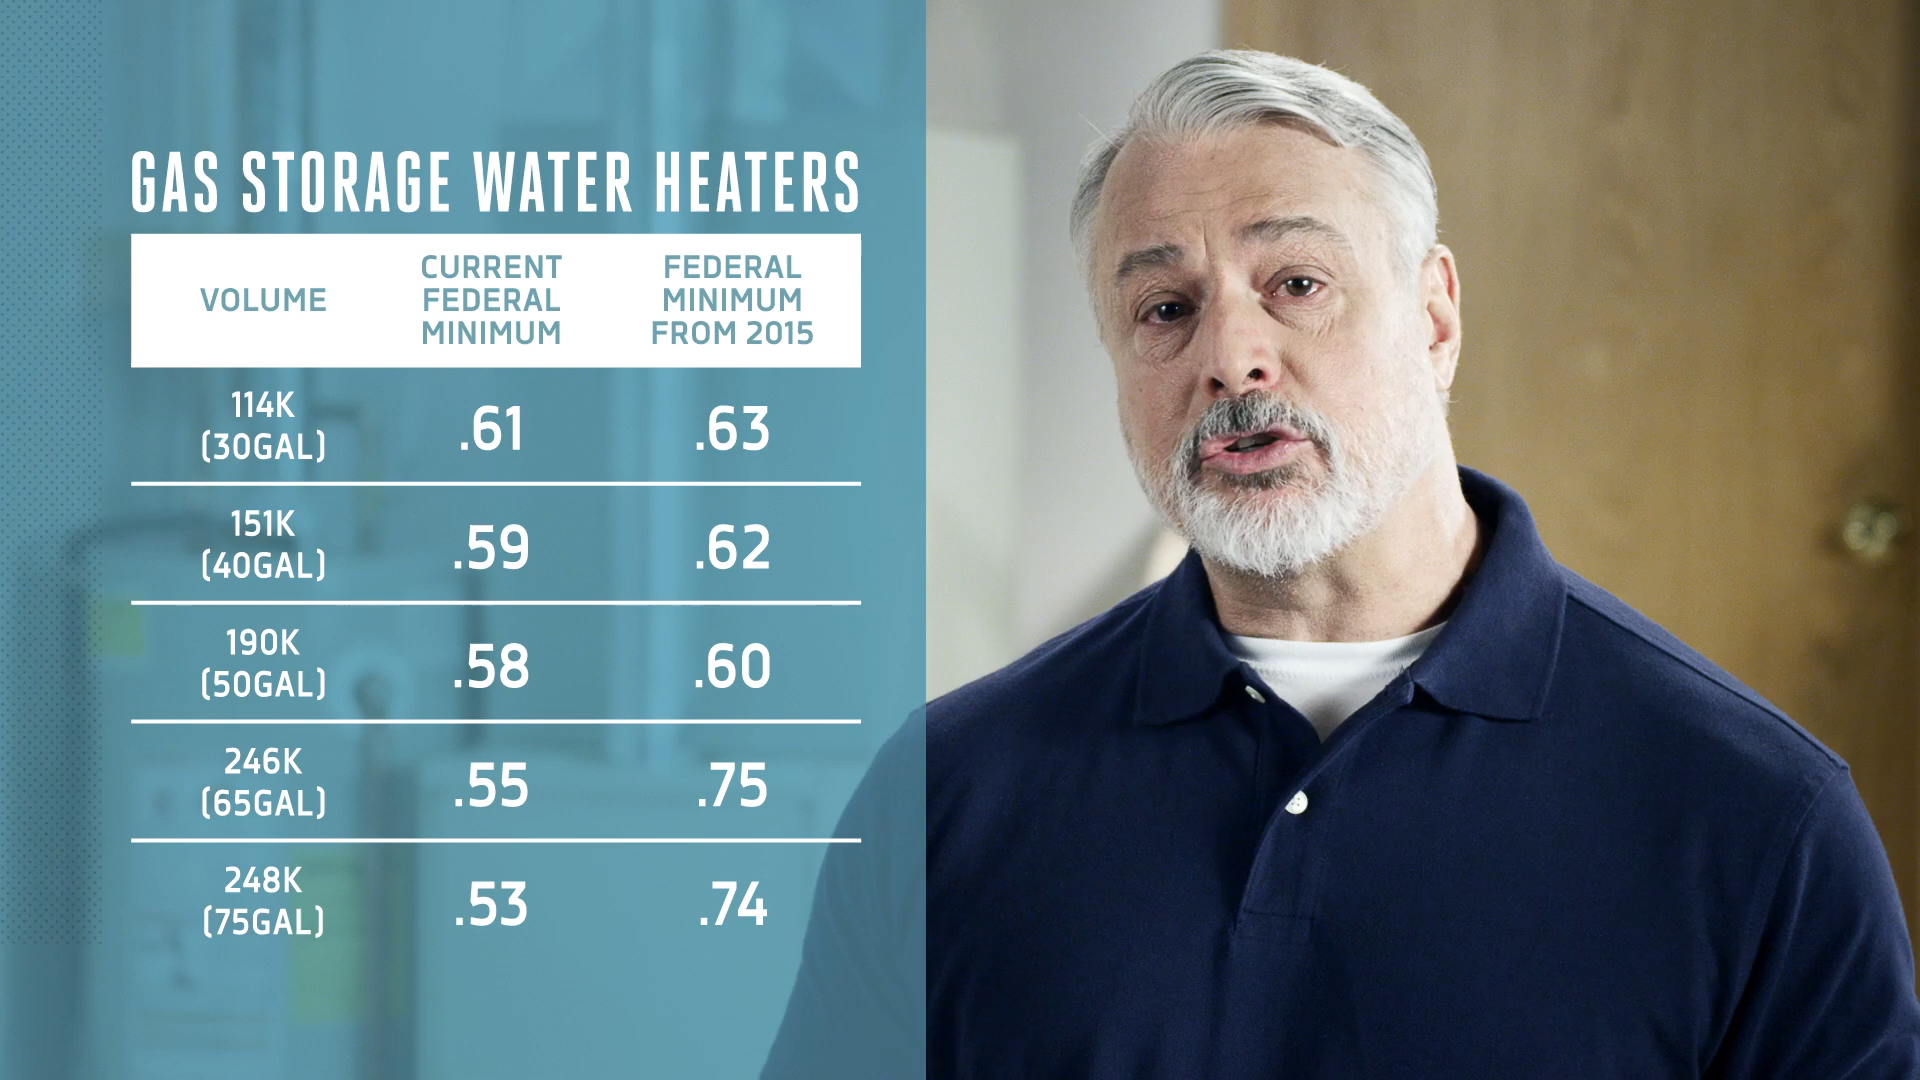 GAS STORAGE WATER HEATERS
VOLUME
CURRENT
FEDERAL
MINIMUM
FEDERAL
MINIMUM
FROM 2015
114K
(30GAL)
.61
.63
151K
(40GAL)
.59
.62
190K
(50GAL)
.58
.60
246K
(65GAL)
.55
.75
248K
(75GAL)
.53
.74